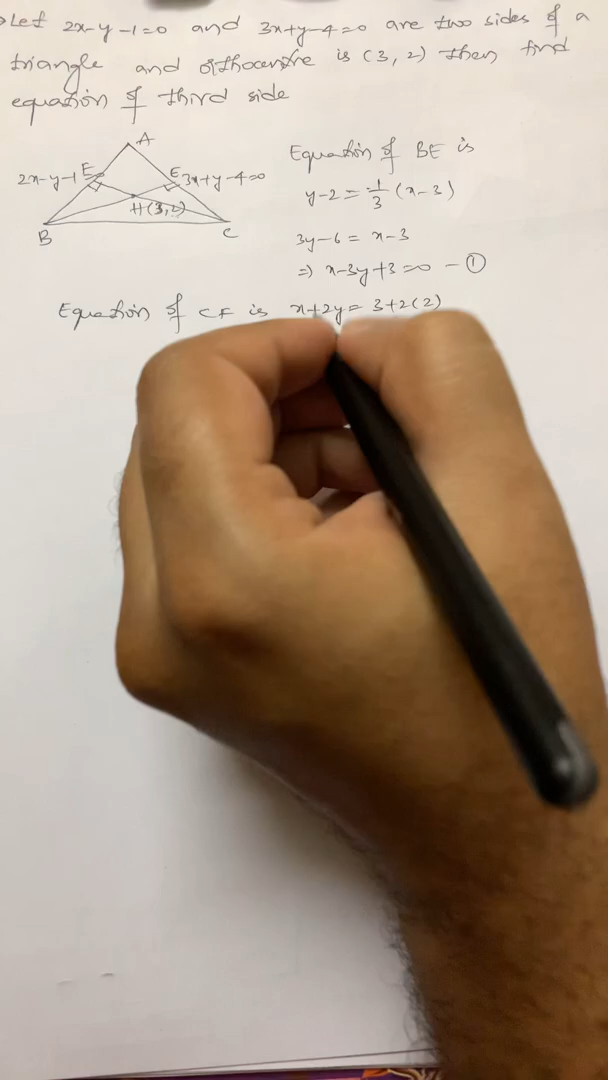 Let 2x-y-1=0 and 3x+y-4=0 are two sides of a
triangle and orthocentre is (3,2) then find
equation of third side
A
2x-y-1 E E 3x+y-4=0
H(3,2)
B C
Equation of BE is
y-2=1/3(x-3)
3y-6=x-3
⇒ x-3y+3=0 - ①
Equation of CF is x+2y=3+2(2)